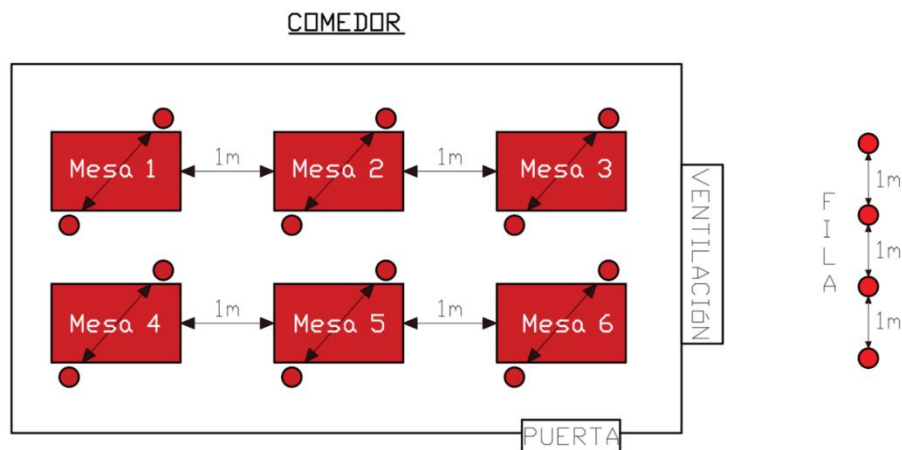 COMEDOR
Mesa 1
1m
Mesa 2
1m
Mesa 3
Mesa 4
1m
Mesa 5
1m
Mesa 6
VENTILACIÓN
PUERTA
FILA
1m
1m
1m